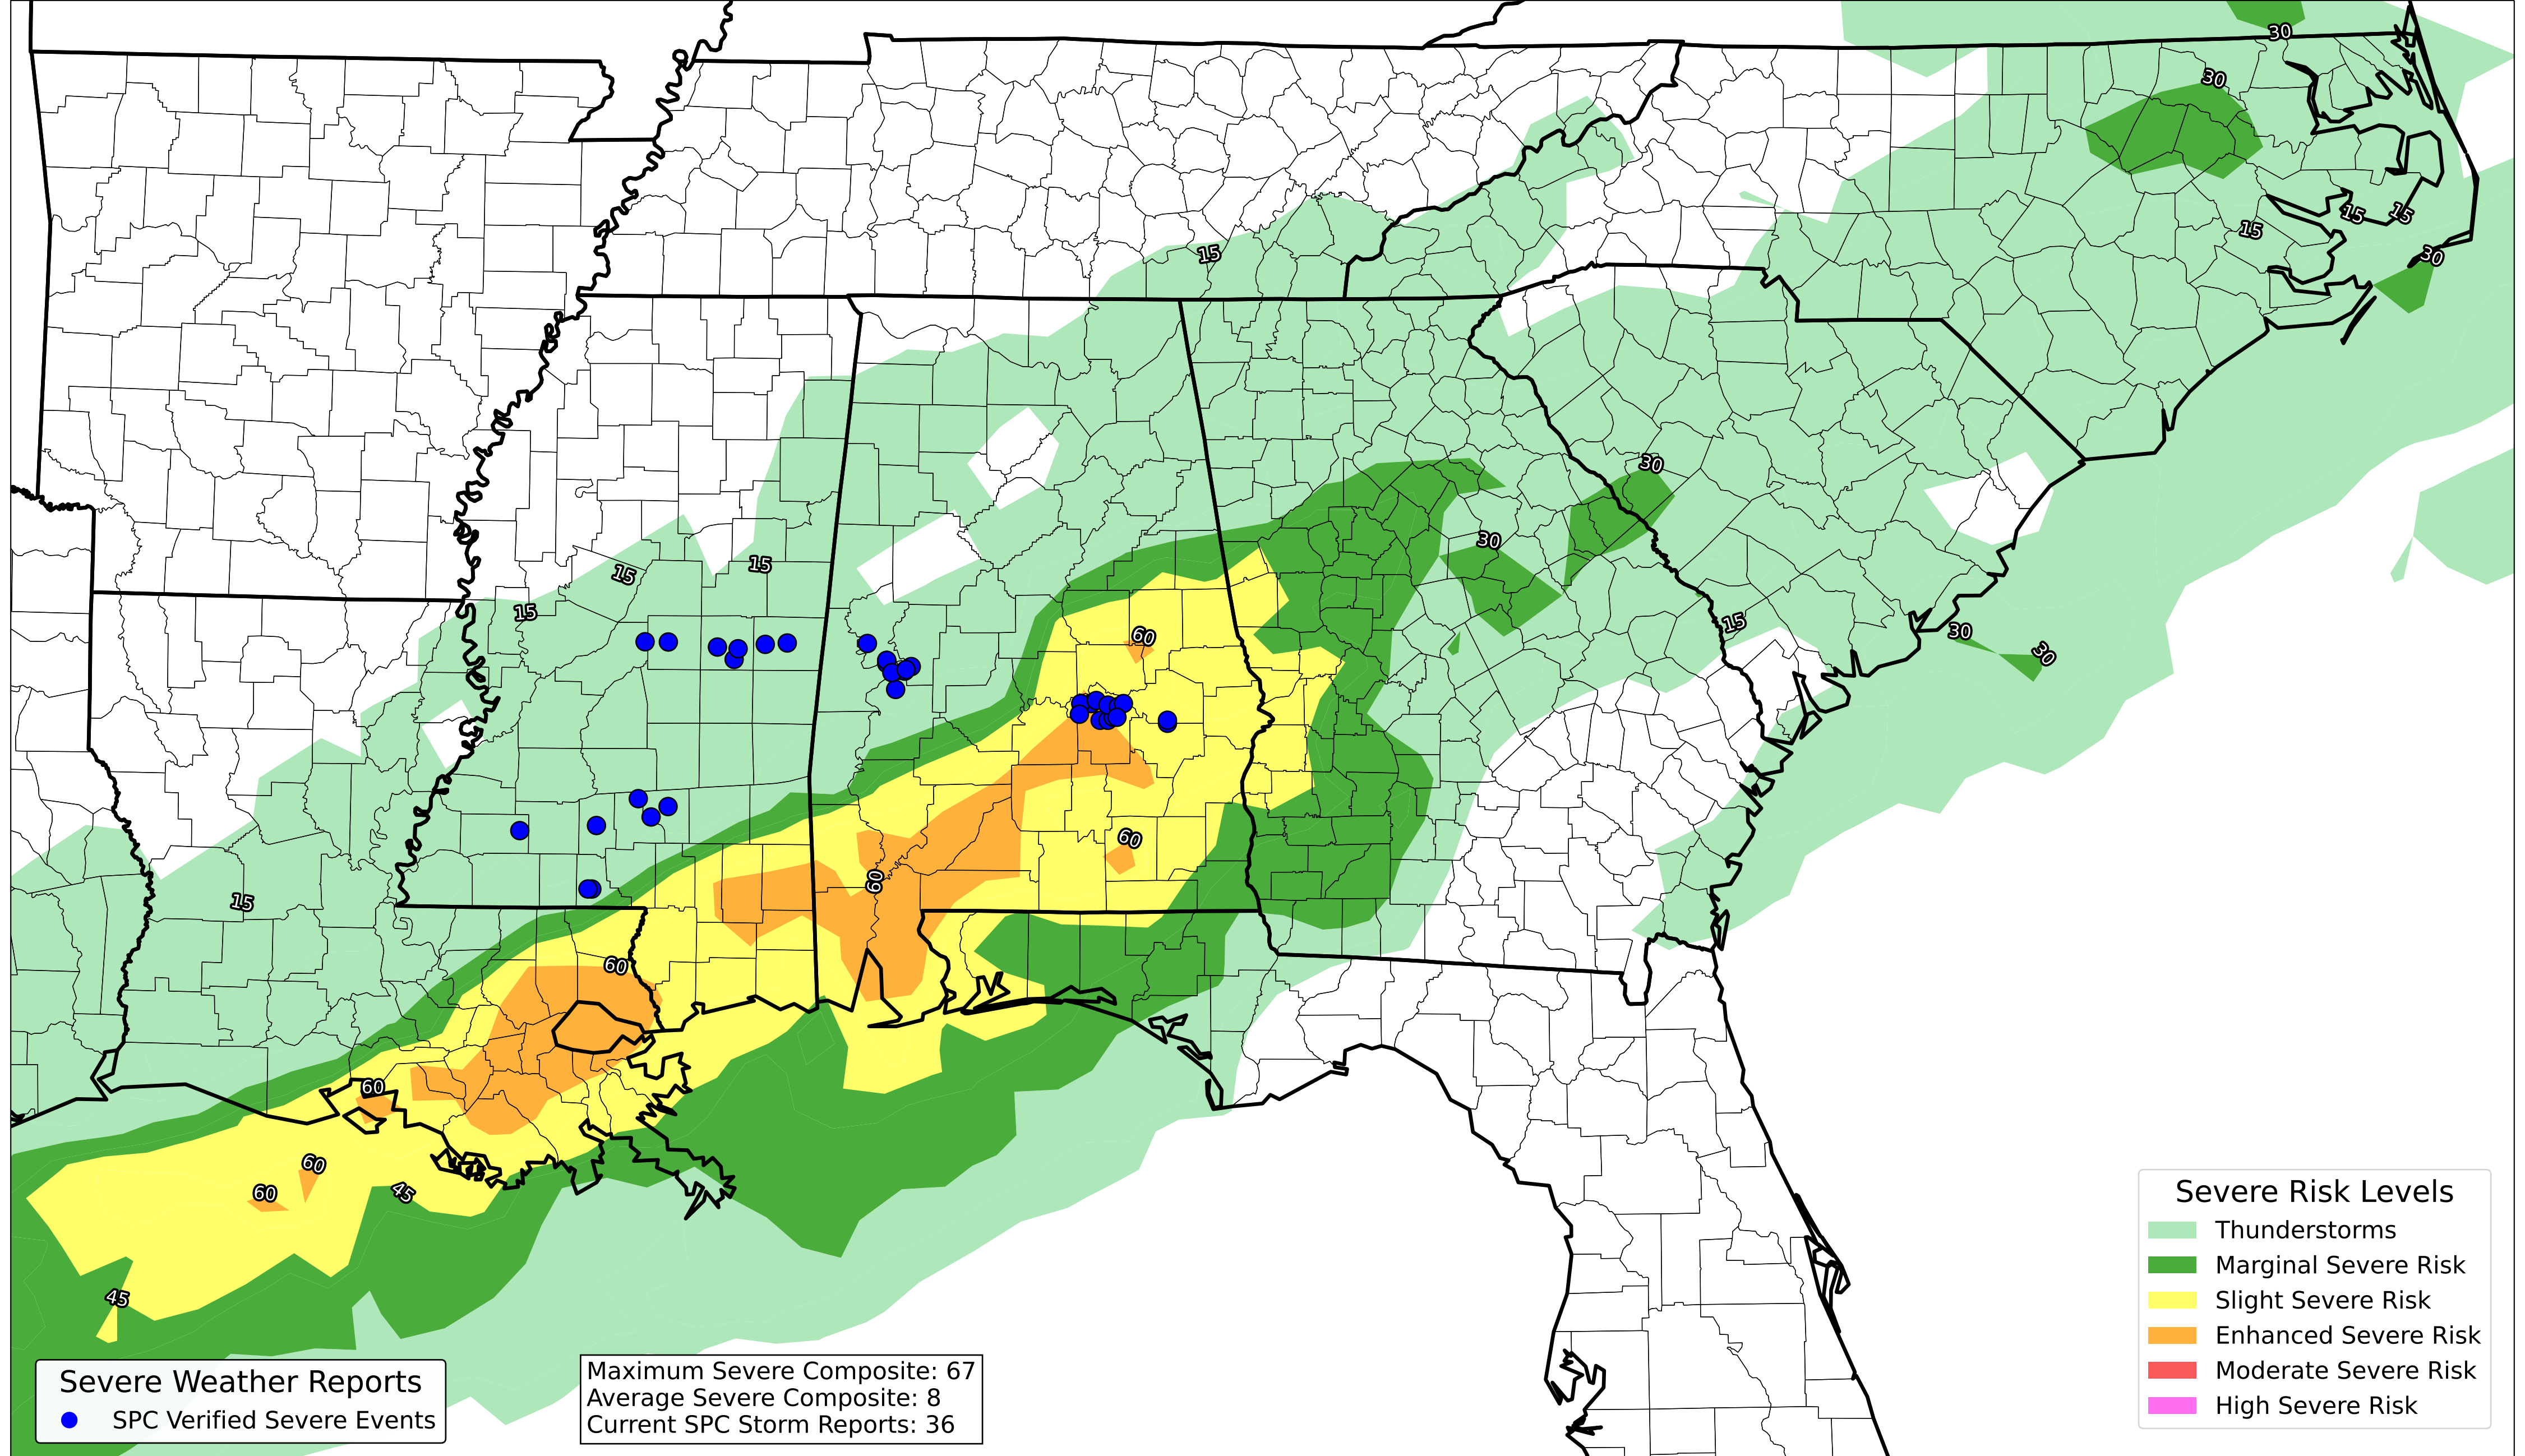 30
30
15
15
15
15
30
30
15
15
30
15
15
30
30
60
60
60
15
60
60
60
60
45
45
Severe Risk Levels
Thunderstorms
Marginal Severe Risk
Slight Severe Risk
Enhanced Severe Risk
Moderate Severe Risk
High Severe Risk
Severe Weather Reports
SPC Verified Severe Events
Maximum Severe Composite: 67
Average Severe Composite: 8
Current SPC Storm Reports: 36